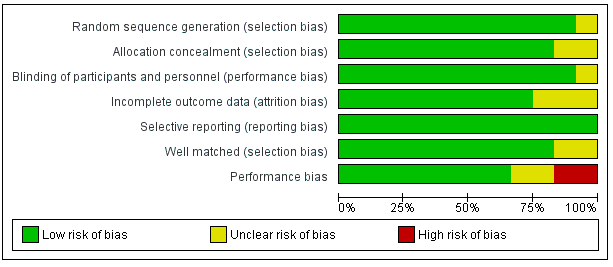 Random sequence generation (selection bias)
Allocation concealment (selection bias)
Blinding of participants and personnel (performance bias)
Incomplete outcome data (attrition bias)
Selective reporting (reporting bias)
Well matched (selection bias)
Performance bias
0% 25% 50% 75% 100%
Low risk of bias Unclear risk of bias High risk of bias